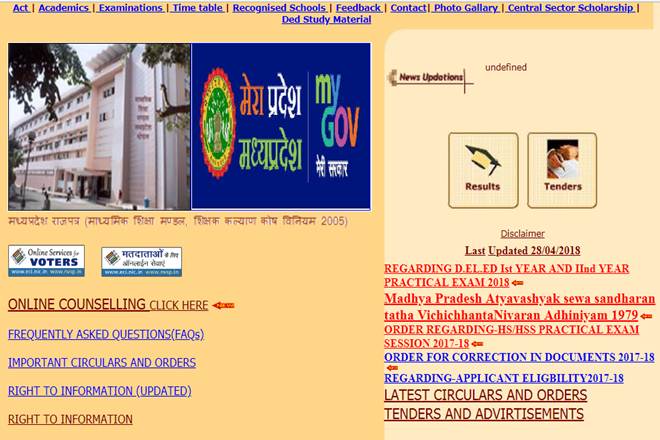 Act | Academics | Examinations | Time table | Recognised Schools | Feedback | Contact| Photo Gallary | Central Sector Scholarship |
Ded Study Material
मेरा प्रदेश
मध्यप्रदेश
my
GOV
मेरी सरकार
मध्यप्रदेश राजपत्र (माध्यमिक शिक्षा मण्डल, शिक्षक कल्याण कोष विनियम 2005)
Online Services for
VOTERS
www.eci.nic.in www.nvsp.in
मतदाताओं के लिए
ऑनलाईन सेवाएं
www.eci.nic.in www.nvsp.in
ONLINE COUNSELLING CLICK HERE
FREQUENTLY ASKED QUESTIONS(FAQs)
IMPORTANT CIRCULARS AND ORDERS
RIGHT TO INFORMATION (UPDATED)
RIGHT TO INFORMATION
News Updations
undefined
Results
Tenders
Disclaimer
Last Updated 28/04/2018
REGARDING D.EL.ED Ist YEAR AND IInd YEAR
PRACTICAL EXAM 2018
Madhya Pradesh Atyavashyak sewa sandharan
tatha VichichhantaNivaran Adhiniyam 1979
ORDER REGARDING-HS/HSS PRACTICAL EXAM
SESSION 2017-18
ORDER FOR CORRECTION IN DOCUMENTS 2017-18
REGARDING-APPLICANT ELIGBILITY2017-18
LATEST CIRCULARS AND ORDERS
TENDERS AND ADVIRTISEMENTS